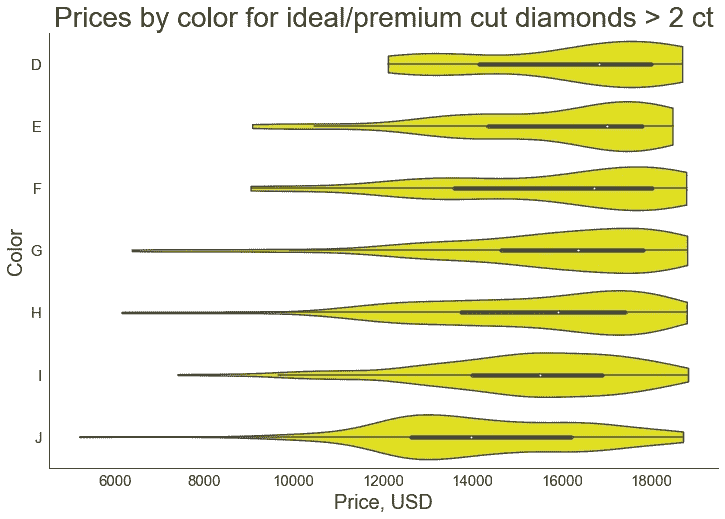 Prices by color for ideal/premium cut diamonds > 2 ct
D
E
F
G
H
I
J
Color
6000 8000 10000 12000 14000 16000 18000
Price, USD